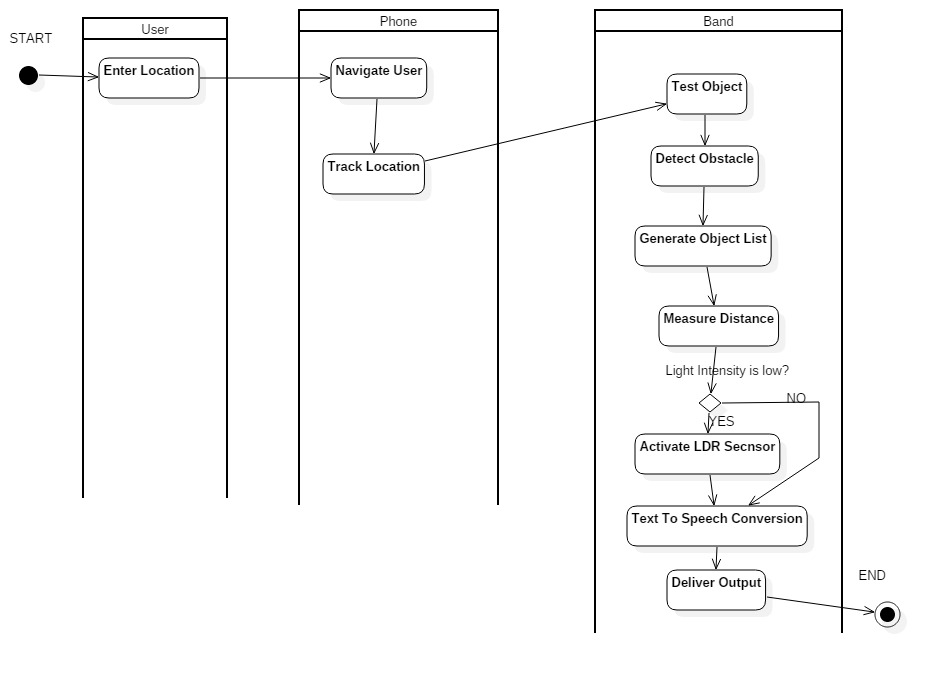 START
User
Enter Location
Phone
Navigate User
Track Location
Band
Test Object
Detect Obstacle
Generate Object List
Measure Distance
Light Intensity is low?
NO
YES
Activate LDR Secnsor
Text To Speech Conversion
Deliver Output
END